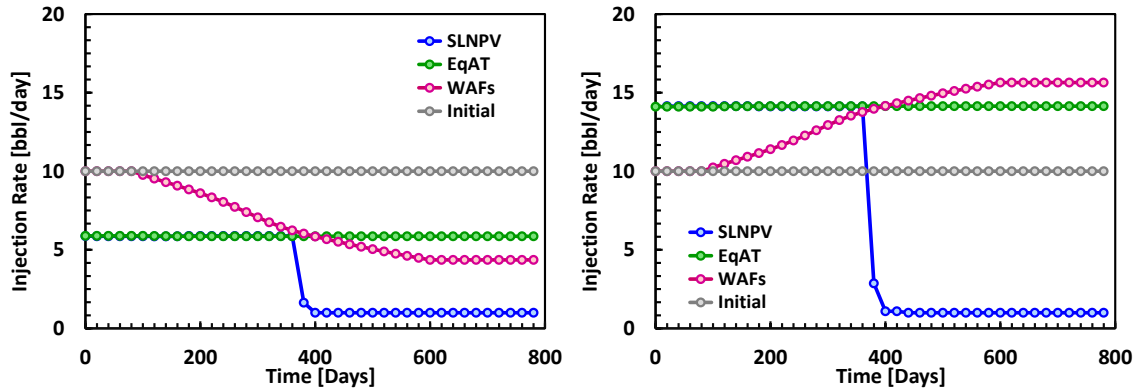 20
15
10
5
0
Injection Rate [bbl/day]
SLNPV
EqAT
WAFs
Initial
0 200 400 600 800
Time [Days]
20
15
10
5
0
Injection Rate [bbl/day]
SLNPV
EqAT
WAFs
Initial
0 200 400 600 800
Time [Days]